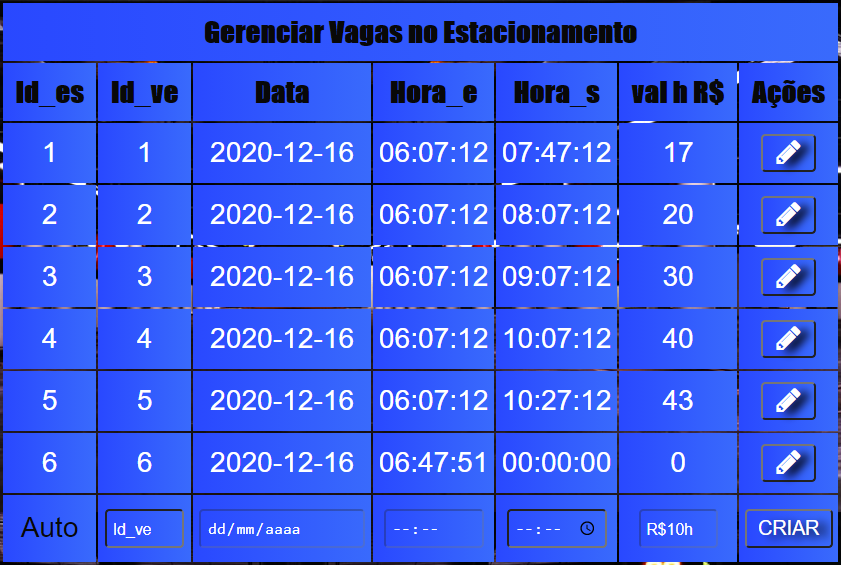 Gerenciar Vagas no Estacionamento
Id_es Id_ve Data Hora_e Hora_s val h R$ Ações
1 1 2020-12-16 06:07:12 07:47:12 17
2 2 2020-12-16 06:07:12 08:07:12 20
3 3 2020-12-16 06:07:12 09:07:12 30
4 4 2020-12-16 06:07:12 10:07:12 40
5 5 2020-12-16 06:07:12 10:27:12 43
6 6 2020-12-16 06:47:51 00:00:00 0
Auto Id_ve dd/mm/aaaa --:-- --:-- R$10h CRIAR